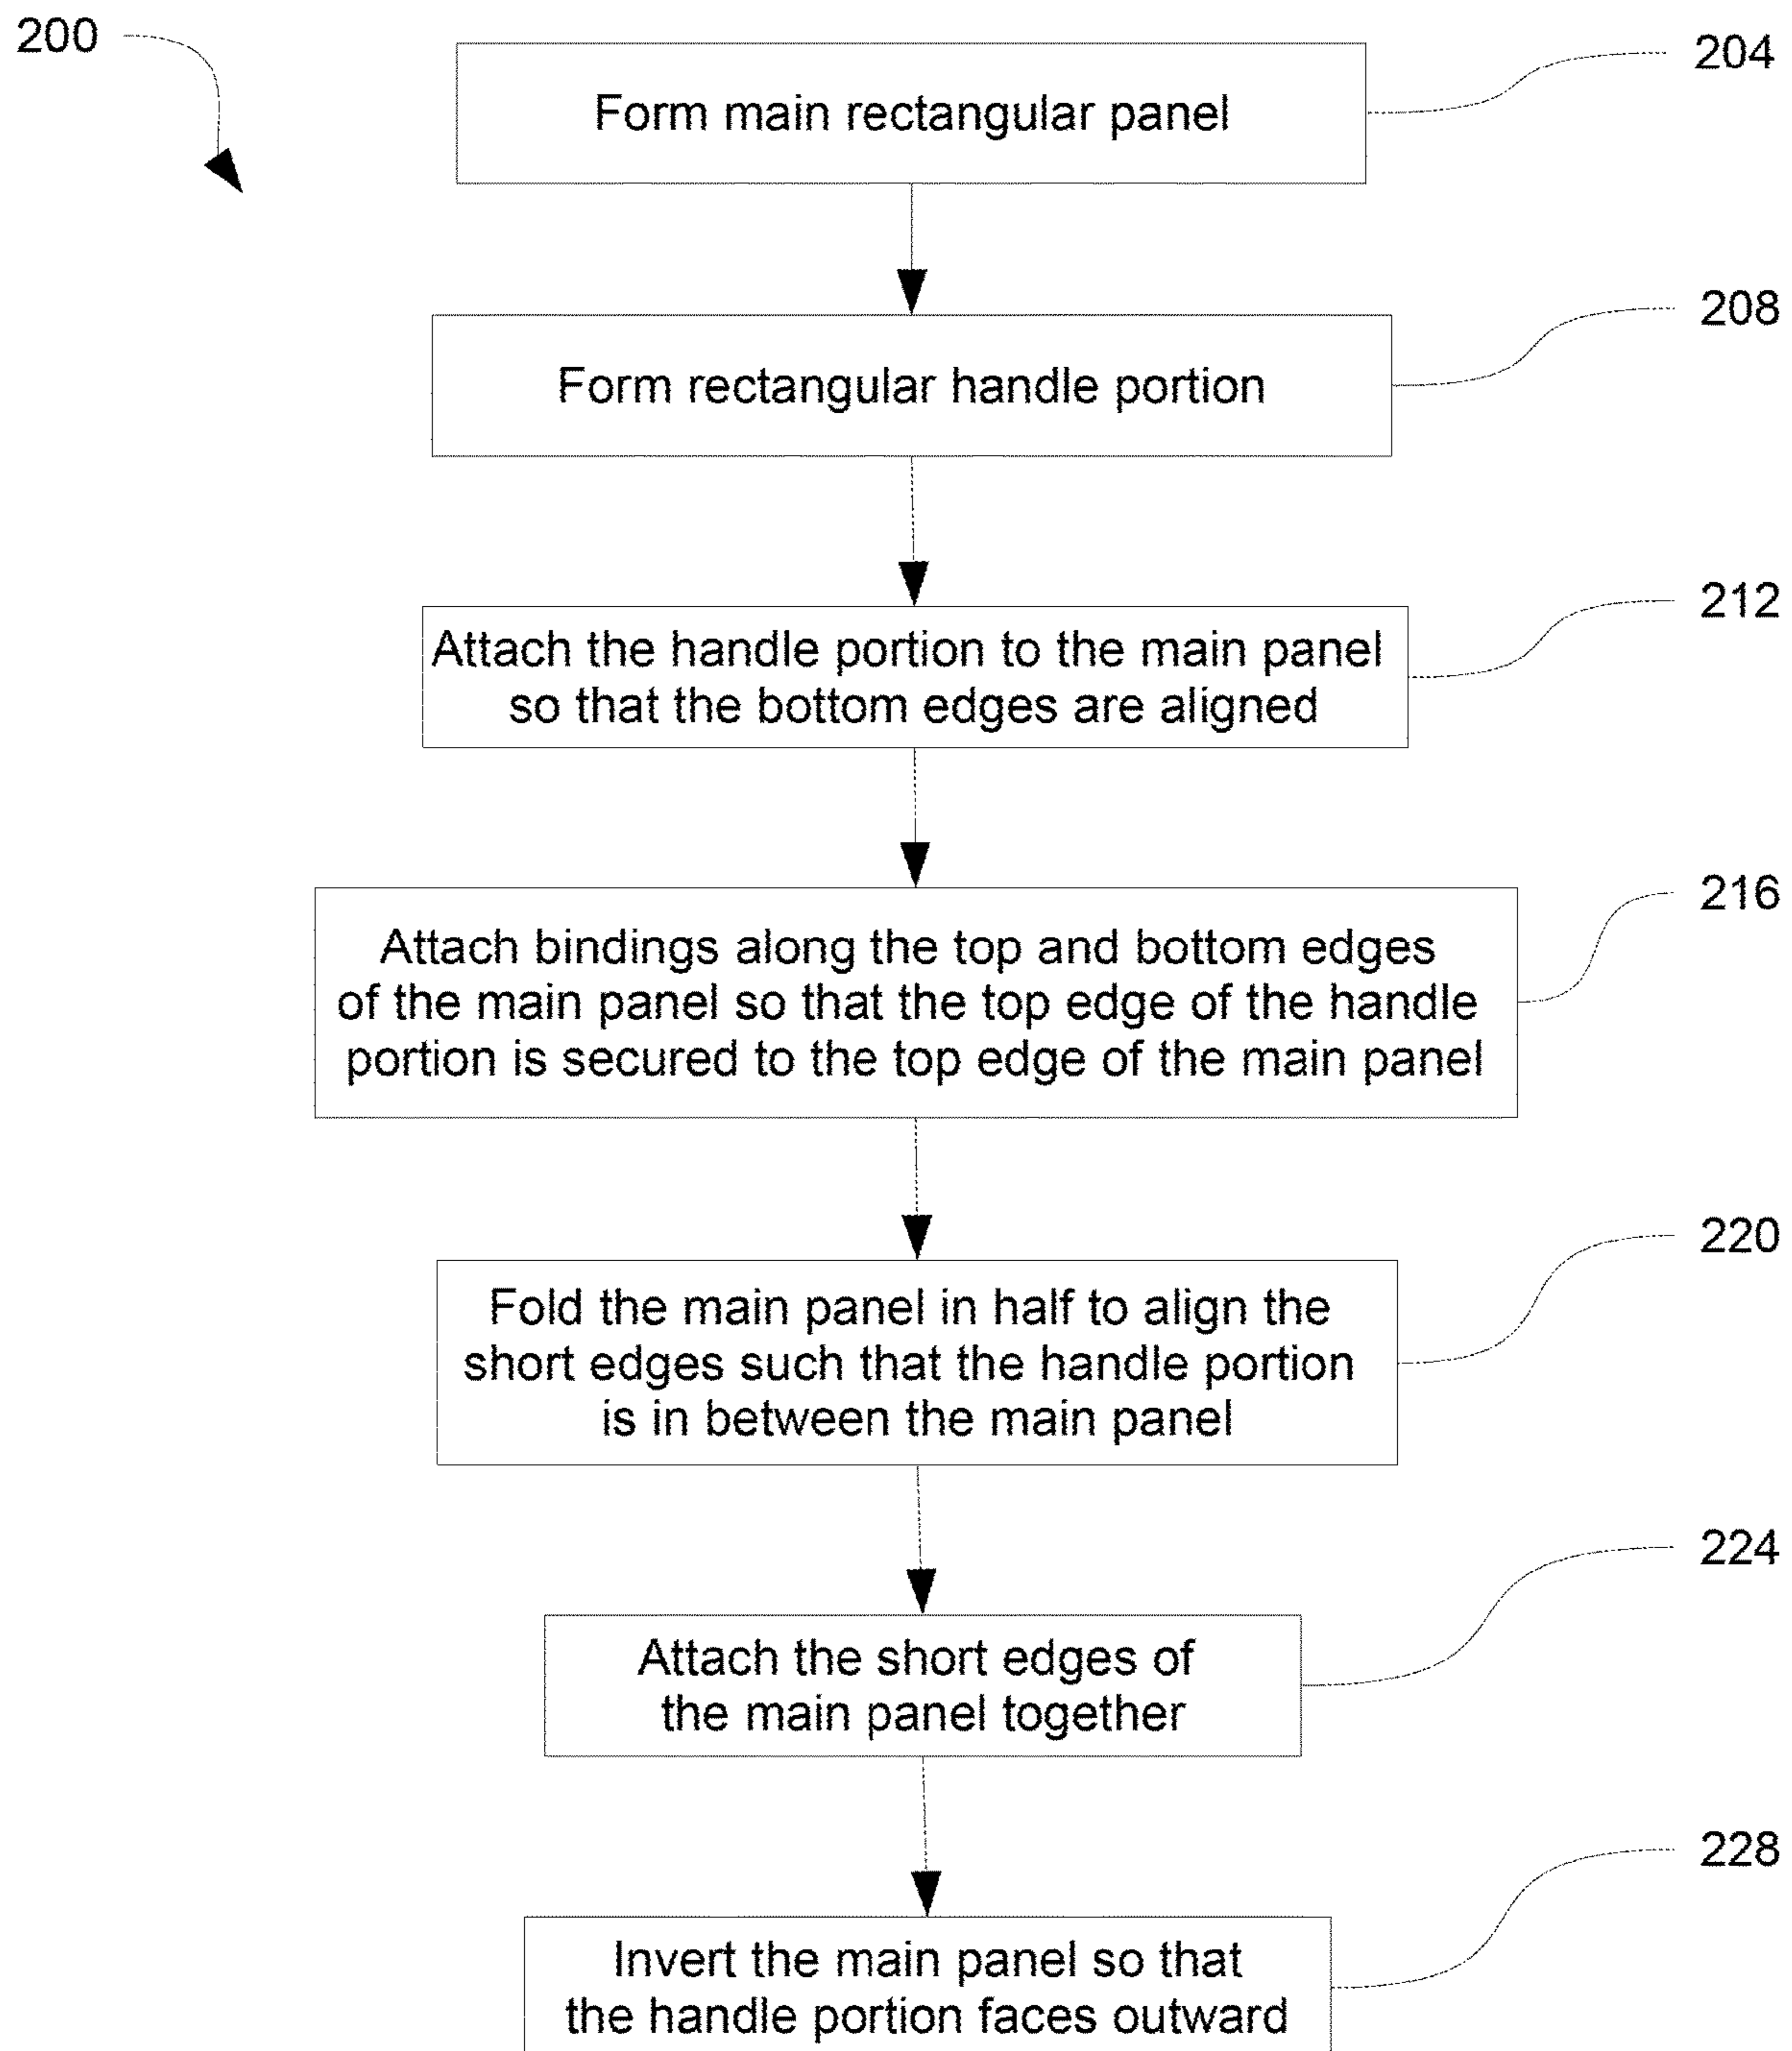 200
204
Form main rectangular panel
208
Form rectangular handle portion
212
Attach the handle portion to the main panel
so that the bottom edges are aligned
216
Attach bindings along the top and bottom edges
of the main panel so that the top edge of the handle
portion is secured to the top edge of the main panel
220
Fold the main panel in half to align the
short edges such that the handle portion
is in between the main panel
224
Attach the short edges of
the main panel together
228
Invert the main panel so that
the handle portion faces outward